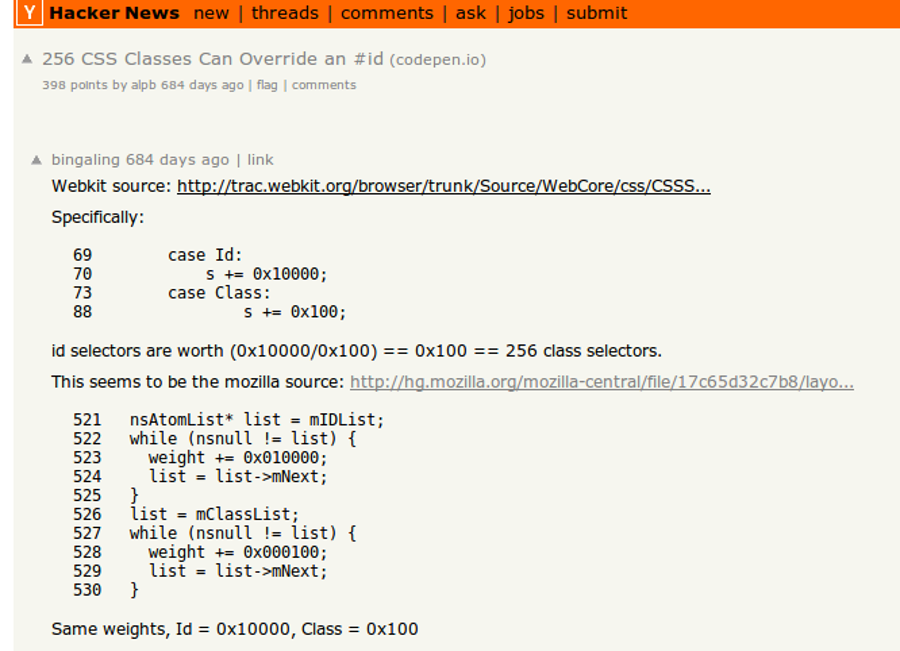 Y Hacker News new | threads | comments | ask | jobs | submit
▲ 256 CSS Classes Can Override an #id (codepen.io)
398 points by alpb 684 days ago | flag | comments
▲ bingaling 684 days ago | link
Webkit source: http://trac.webkit.org/browser/trunk/Source/WebCore/css/CSSS...
Specifically:
69        case Id:
70            s += 0x10000;
73        case Class:
88                s += 0x100;
id selectors are worth (0x10000/0x100) == 0x100 == 256 class selectors.
This seems to be the mozilla source: http://hg.mozilla.org/mozilla-central/file/17c65d32c7b8/layo...
521   nsAtomList* list = mIDList;
522   while (nsnull != list) {
523     weight += 0x010000;
524     list = list->mNext;
525   }
526   list = mClassList;
527   while (nsnull != list) {
528     weight += 0x000100;
529     list = list->mNext;
530   }
Same weights, Id = 0x10000, Class = 0x100